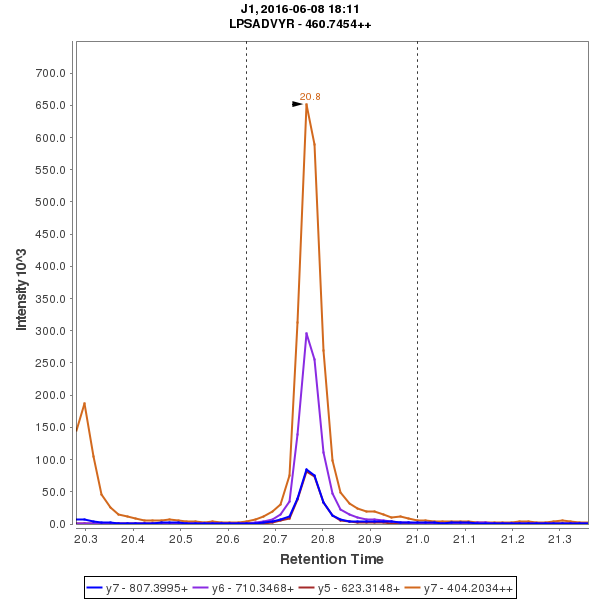 J1, 2016-06-08 18:11
LPSADVYR - 460.7454++
20.8
Intensity 10^3
700.0
650.0
600.0
550.0
500.0
450.0
400.0
350.0
300.0
250.0
200.0
150.0
100.0
50.0
0.0
20.3 20.4 20.5 20.6 20.7 20.8 20.9 21.0 21.1 21.2 21.3
Retention Time
y7 - 807.3995+ y6 - 710.3468+ y5 - 623.3148+ y7 - 404.2034++